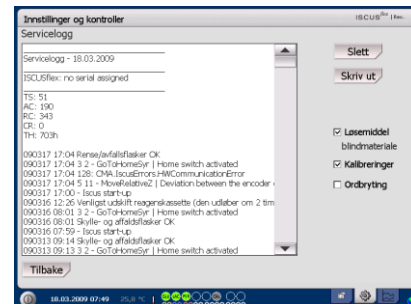 Innstillinger og kontroller
ISCUSflex | Rec.
Servicelogg
Servicelogg - 18.03.2009
ISCUSflex: no serial assigned
TS: 51
AC: 190
RC: 343
CR: 0
TH: 703h
090317 17:04 Rense/avfallsflasker OK
090317 17:04 3 2 - GoToHomeSyr | Home switch activated
090317 17:04 128: CMA.IscusErrors.HWCommunicationError
090317 17:04 5 11 - MoveRelativeZ | Deviation between the encoder
090317 17:00 - Iscus start-up
090316 12:26 Venligst udskift reagenskassette (den udløber om 2 tim
090316 08:01 3 2 - GoToHomeSyr | Home switch activated
090316 08:01 Skylle- og affaldsflasker OK
090316 07:59 - Iscus start-up
090313 09:14 Skylle- og affaldsflasker OK
090313 09:13 3 2 - GoToHomeSyr | Home switch activated
Slett
Skriv ut
Løsemiddel
blindmateriale
Kalibreringer
Ordbryting
Tilbake
18.03.2009 07:49 25,8 °C